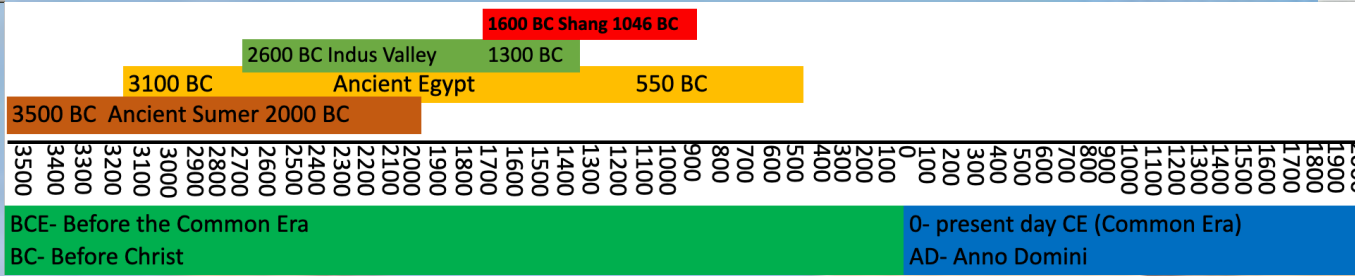 1600 BC Shang 1046 BC
2600 BC Indus Valley 1300 BC
3100 BC Ancient Egypt 550 BC
3500 BC Ancient Sumer 2000 BC
3500 3400 3300 3200 3100 3000 2900 2800 2700 2600 2500 2400 2300 2200 2100 2000 1900 1800 1700 1600 1500 1400 1300 1200 1100 1000 900 800 700 600 500 400 300 200 100 0 100 200 300 400 500 600 700 800 900 1000 1100 1200 1300 1400 1500 1600 1700 1800 1900
BCE- Before the Common Era
BC- Before Christ
0- present day CE (Common Era)
AD- Anno Domini